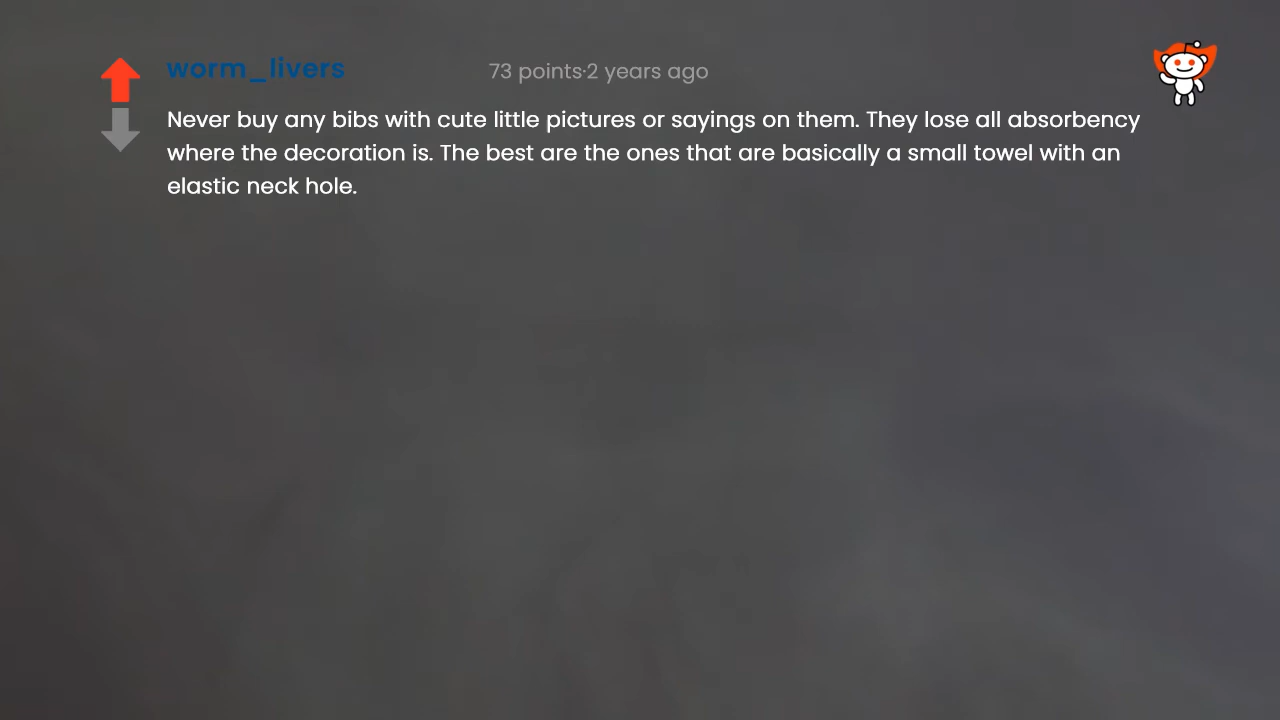 worm_livers 73 points·2 years ago
Never buy any bibs with cute little pictures or sayings on them. They lose all absorbency
where the decoration is. The best are the ones that are basically a small towel with an
elastic neck hole.